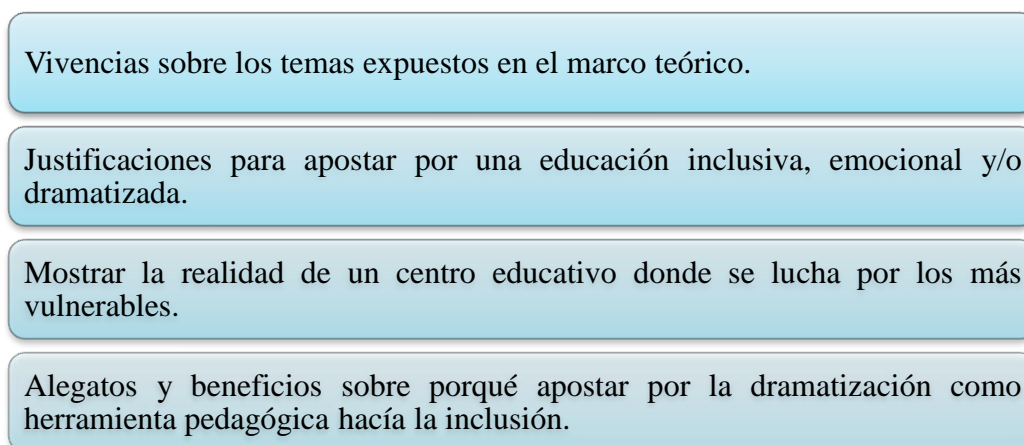 Vivencias sobre los temas expuestos en el marco teórico.
Justificaciones para apostar por una educación inclusiva, emocional y/o
dramatizada.
Mostrar la realidad de un centro educativo donde se lucha por los más
vulnerables.
Alegatos y beneficios sobre porqué apostar por la dramatización como
herramienta pedagógica hacía la inclusión.